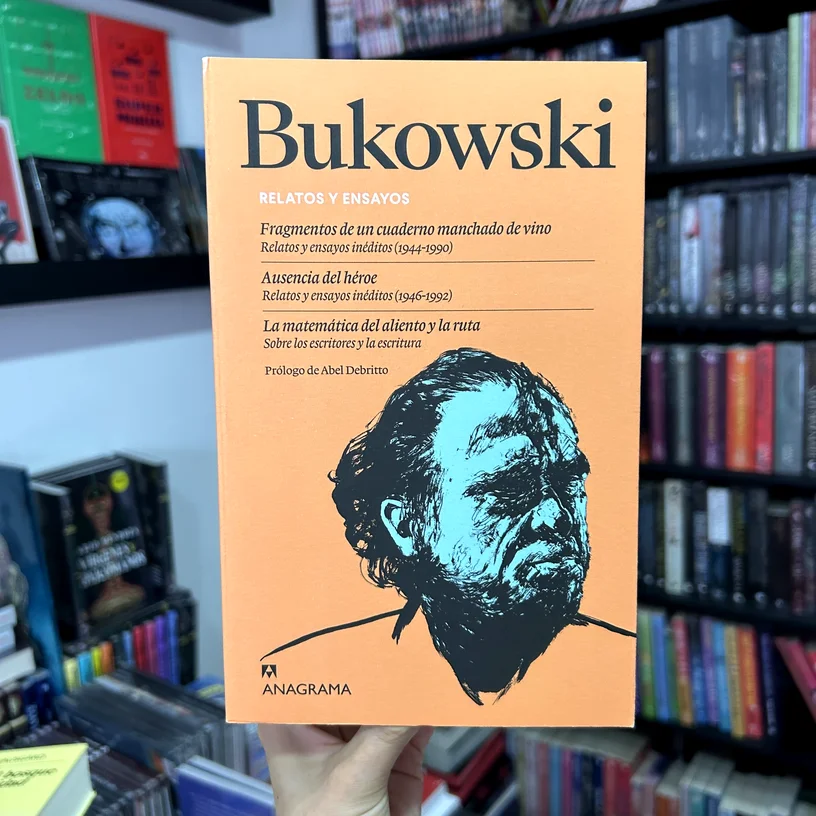 Bukowski
RELATOS Y ENSAYOS
Fragmentos de un cuaderno manchado de vino
Relatos y ensayos inéditos (1944-1990)
Ausencia del héroe
Relatos y ensayos inéditos (1946-1992)
La matemática del aliento y la ruta
Sobre los escritores y la escritura
Prólogo de Abel Debritto
ANAGRAMA